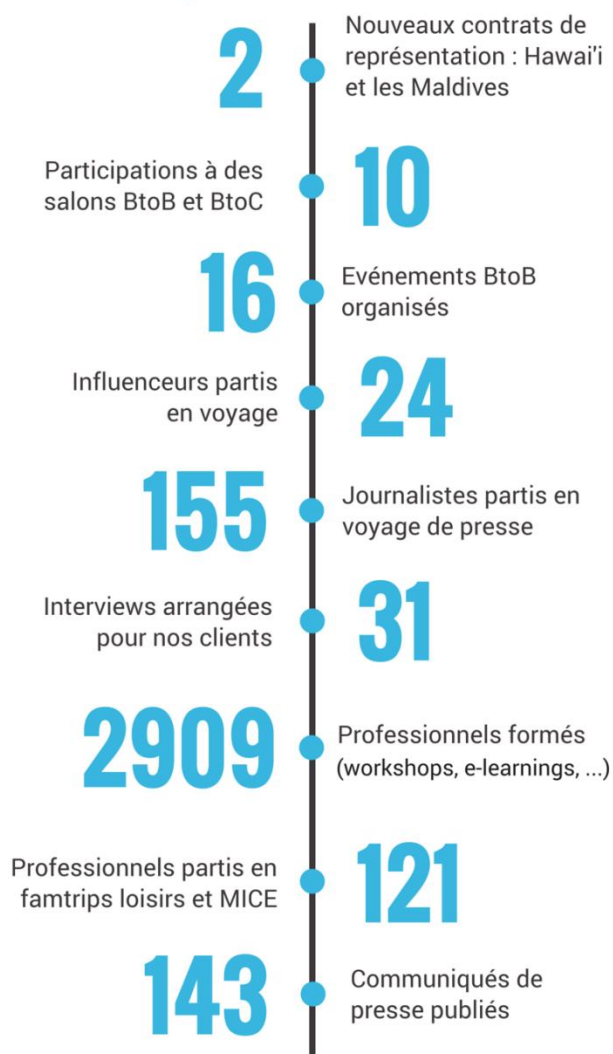 2
Nouveaux contrats de
représentation : Hawai'i
et les Maldives
Participations à des
salons BtoB et BtoC
10
16
Evénements BtoB
organisés
Influenceurs partis
en voyage
24
155
Journalistes partis en
voyage de presse
Interviews arrangées
pour nos clients
31
2909
Professionnels formés
(workshops, e-learnings, ...)
Professionnels partis en
famtrips loisirs et MICE
121
143
Communiqués de
presse publiés